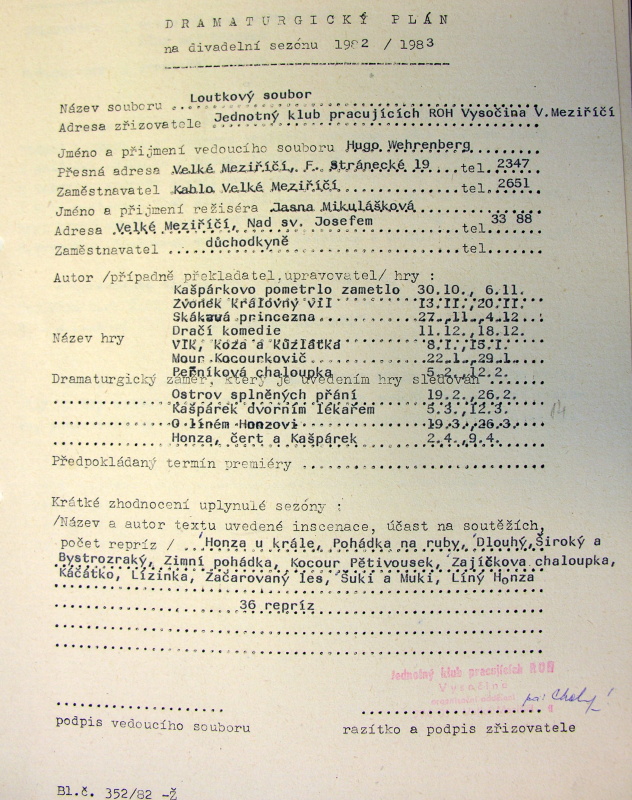 DRAMATURGICKÝ PLÁN
na divadelní sezónu 1982 / 1983
Název souboru Loutkový soubor
Adresa zřizovatele Jednotný klub pracujících ROH Vysočina V.Meziříčí
Jméno a příjmení vedoucího souboru Hugo Wehrenberg
Přesná adresa Velké Meziříčí, F. Stránecké 19 tel. 2347
Zaměstnavatel Kablo Velké Meziříčí tel. 2651
Jméno a příjmení režiséra Jasna Mikulášková
Adresa Velké Meziříčí, Nad sv. Josefem tel. 33 88
Zaměstnavatel důchodkyně tel.
Autor /případně překladatel,upravovatel/ hry :
Kašpárkovo pometrlo zametlo 30.10., 6.11.
Zvonek královny Vil 13.11.,20.11.
Skákavá princezna 27.11., 4.12.
Dračí komedie 11.12.,18.12.
Název hry
Vlk, koza a kůzlátka 8.1.,15.1.
Mour Kocourkovič 22.1.,29.1.
Perníková chaloupka 5.2.,12.2.
Dramaturgický záměr, který je uvedením hry sledován
Ostrov splněných přání 19.2.,26.2.
Kašpárek dvorním lékařem 5.3.,12.3.
O líném Honzovi 19.3.,26.3.
Honza, čert a Kašpárek 2.4.,9.4.
Předpokládaný termín premiéry
Krátké zhodnocení uplynulé sezóny :
/Název a autor textu uvedené inscenace, účast na soutěžích,
počet repríz / Honza u krále, Pohádka na ruby, Dlouhý,Široký a
Bystrozraký, Zimní pohádka, Kocour Pětivousek, Zajíčkova chaloupka,
Káčátko, Lízinka, Začarovaný les, Šuki a Muki, Líný Honza
36 repríz
Jednotný klub pracujících ROH
Vysočina
podpis vedoucího souboru
razítko a podpis zřizovatele
Bl.č. 352/82 -Ž